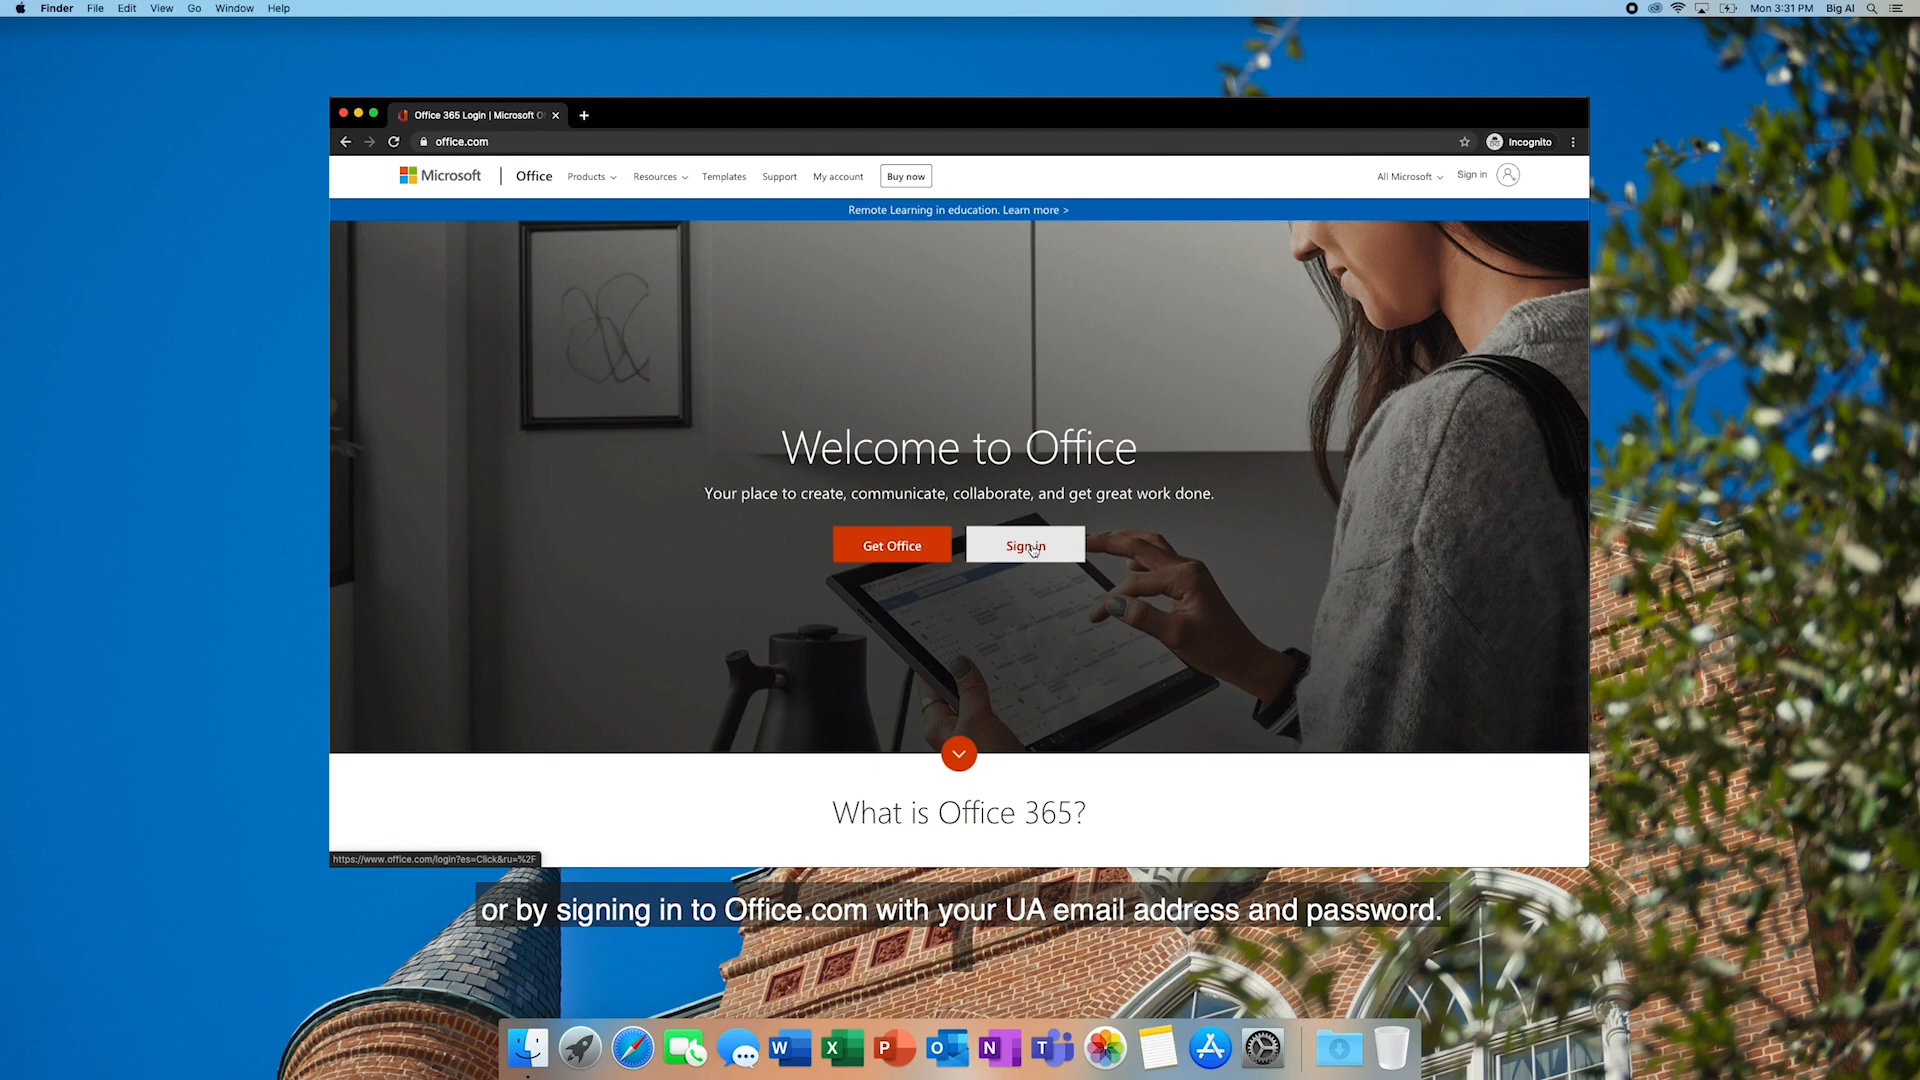 Finder File Edit View Go Window Help
Mon 3:31 PM Big Al
Office 365 Login | Microsoft O
office.com
Incognito
Microsoft Office Products Resources Templates Support My account Buy now
All Microsoft Sign in
Remote Learning in education. Learn more >
Welcome to Office
Your place to create, communicate, collaborate, and get great work done.
Get Office Sign in
What is Office 365?
https://www.office.com/login?es=Click&ru=%2F
or by signing in to Office.com with your UA email address and password.
W X P O N T